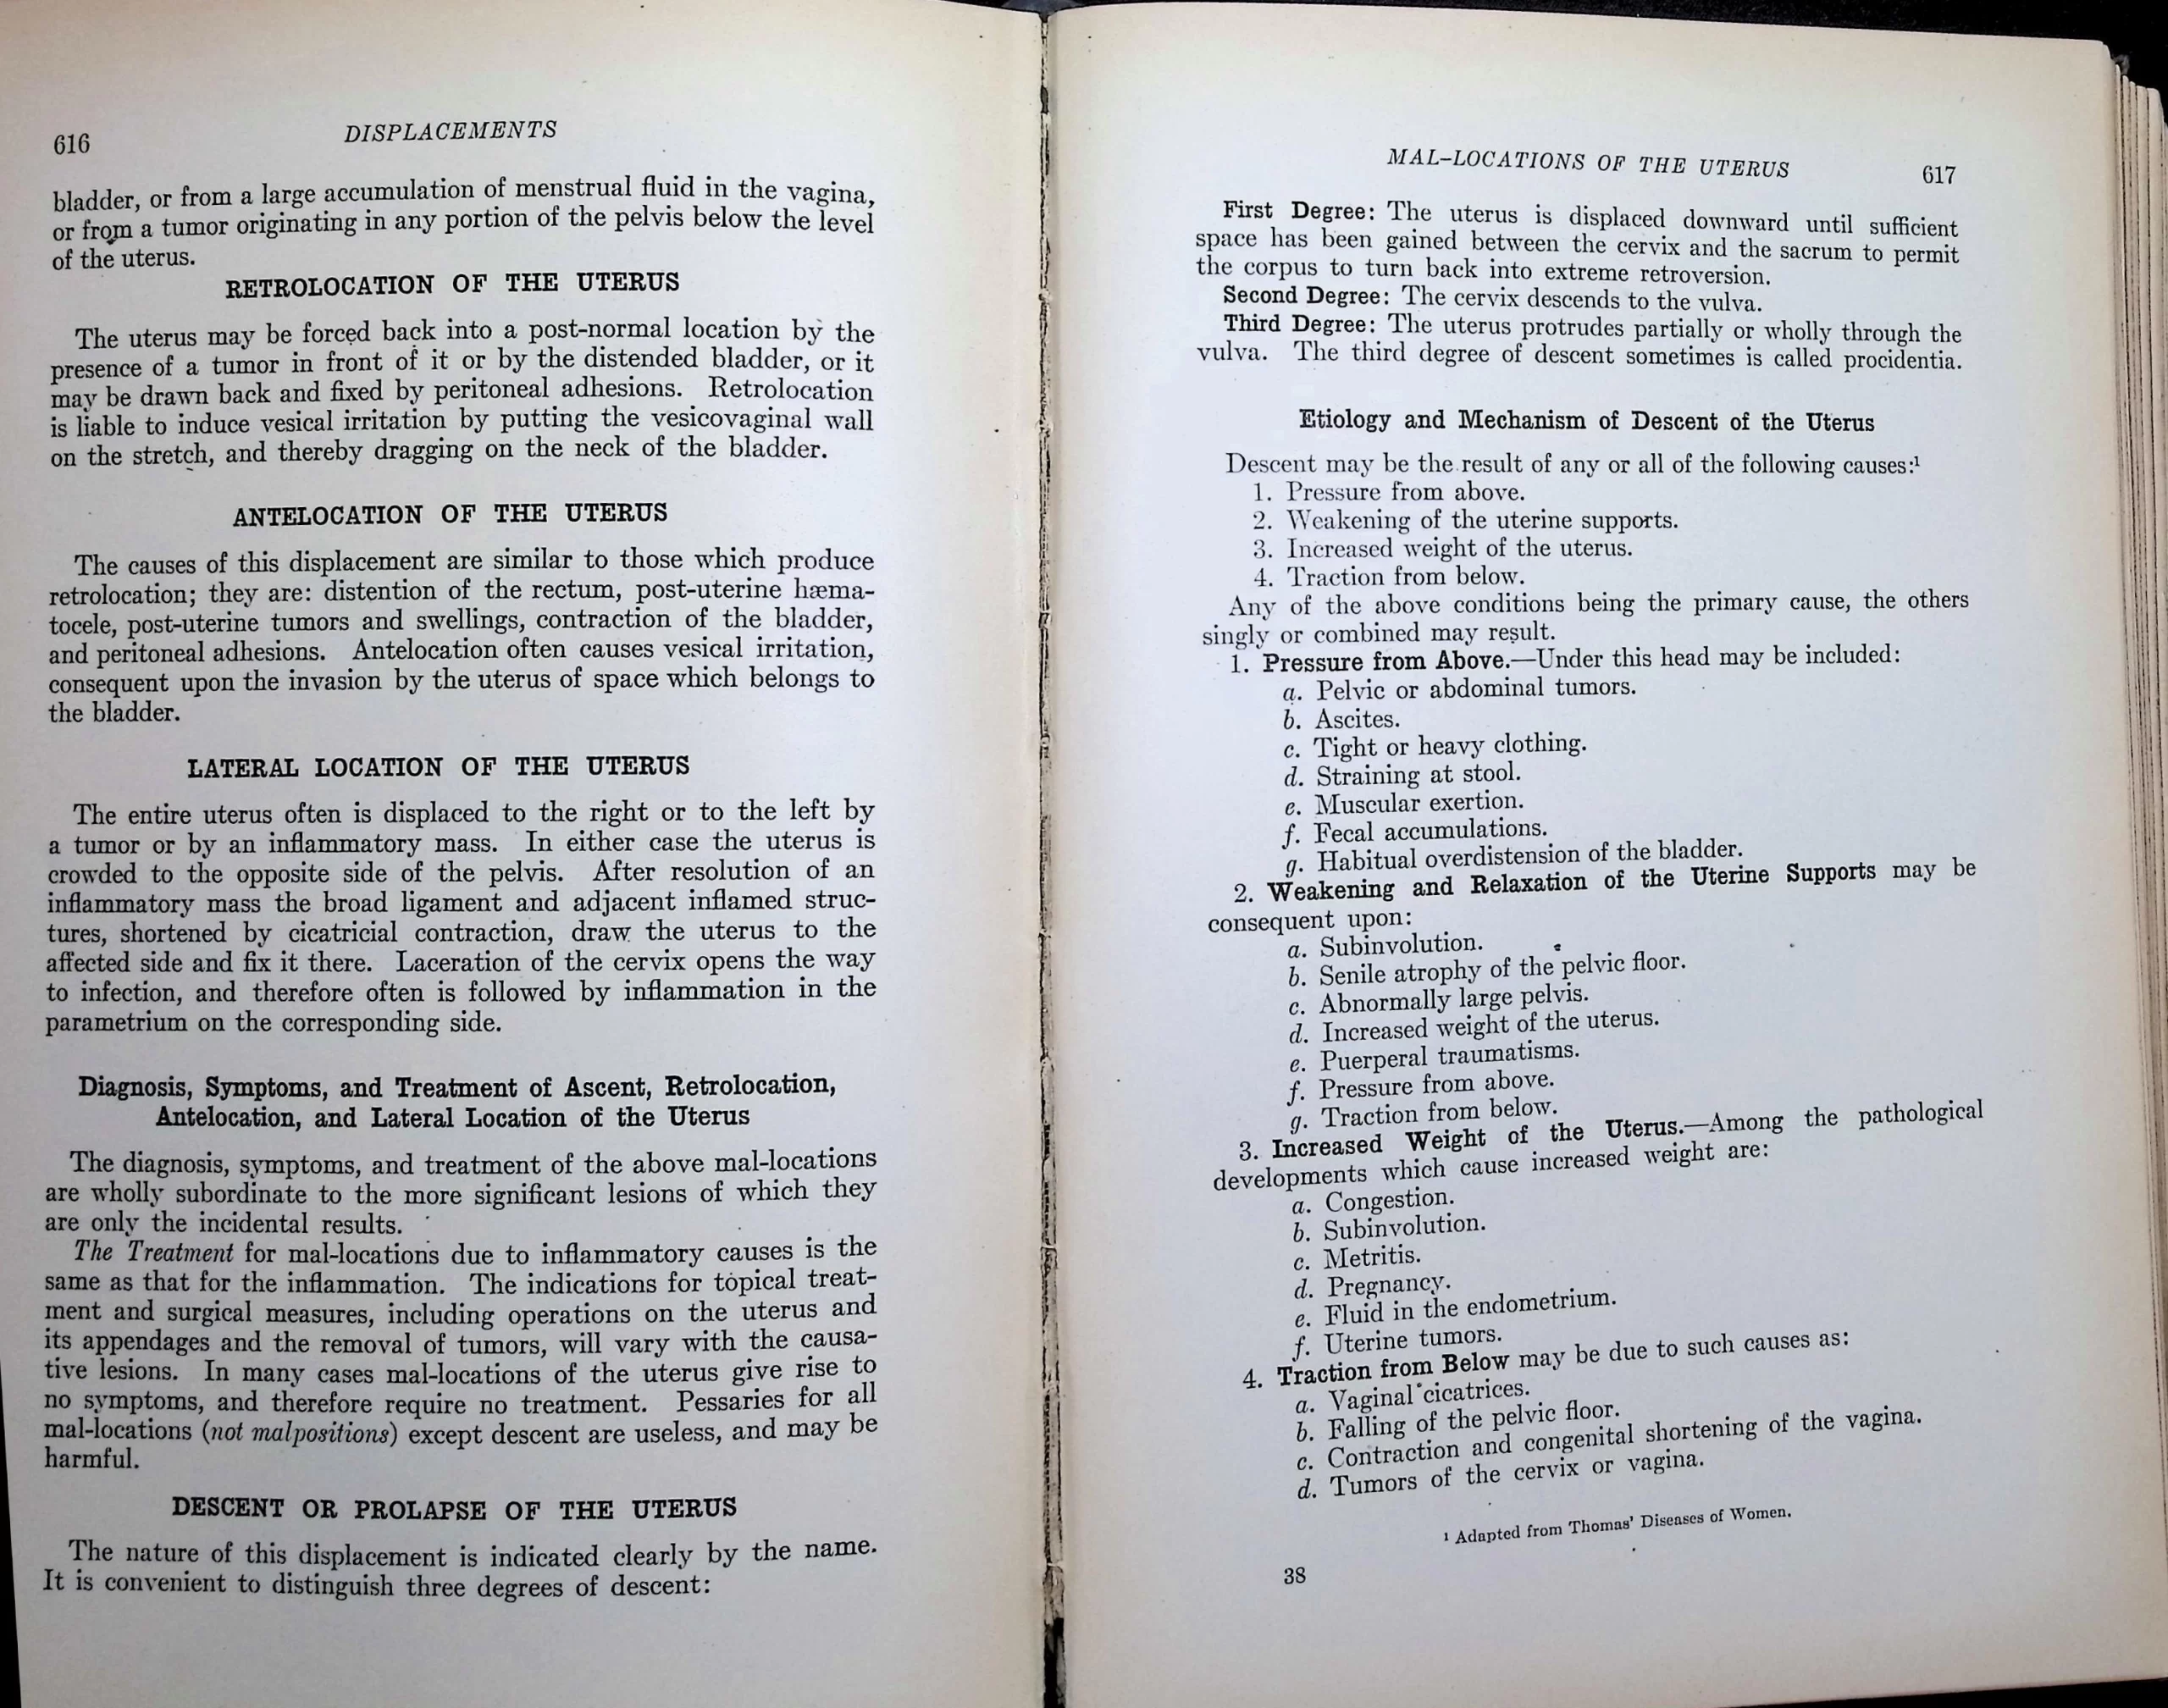 616
DISPLACEMENTS
bladder, or from a large accumulation of menstrual fluid in the vagina,
or from a tumor originating in any portion of the pelvis below the level
of the uterus.
RETROLOCATION OF THE UTERUS
The uterus may be forced back into a post-normal location by the
presence of a tumor in front of it or by the distended bladder, or it
may be drawn back and fixed by peritoneal adhesions. Retrolocation
is liable to induce vesical irritation by putting the vesicovaginal wall
on the stretch, and thereby dragging on the neck of the bladder.
ANTELOCATION OF THE UTERUS
The causes of this displacement are similar to those which produce
retrolocation; they are: distention of the rectum, post-uterine hæma-
tocele, post-uterine tumors and swellings, contraction of the bladder,
and peritoneal adhesions. Antelocation often causes vesical irritation,
consequent upon the invasion by the uterus of space which belongs to
the bladder.
LATERAL LOCATION OF THE UTERUS
The entire uterus often is displaced to the right or to the left by
a tumor or by an inflammatory mass. In either case the uterus is
crowded to the opposite side of the pelvis. After resolution of an
inflammatory mass the broad ligament and adjacent inflamed struc-
tures, shortened by cicatricial contraction, draw the uterus to the
affected side and fix it there. Laceration of the cervix opens the way
to infection, and therefore often is followed by inflammation in the
parametrium on the corresponding side.
Diagnosis, Symptoms, and Treatment of Ascent, Retrolocation,
Antelocation, and Lateral Location of the Uterus
The diagnosis, symptoms, and treatment of the above mal-locations
are wholly subordinate to the more significant lesions of which they
are only the incidental results.
The Treatment for mal-locations due to inflammatory causes is the
same as that for the inflammation. The indications for topical treat-
ment and surgical measures, including operations on the uterus and
its appendages and the removal of tumors, will vary with the causa-
tive lesions. In many cases mal-locations of the uterus give rise to
no symptoms, and therefore require no treatment. Pessaries for all
mal-locations (not malpositions) except descent are useless, and may be
harmful.
DESCENT OR PROLAPSE OF THE UTERUS
The nature of this displacement is indicated clearly by the name.
It is convenient to distinguish three degrees of descent:
MAL-LOCATIONS OF THE UTERUS
617
First Degree: The uterus is displaced downward until sufficient
space has been gained between the cervix and the sacrum to permit
the corpus to turn back into extreme retroversion.
Second Degree: The cervix descends to the vulva.
Third Degree: The uterus protrudes partially or wholly through the
vulva. The third degree of descent sometimes is called procidentia.
Etiology and Mechanism of Descent of the Uterus
Descent may be the result of any or all of the following causes:¹
1. Pressure from above.
2. Weakening of the uterine supports.
3. Increased weight of the uterus.
4. Traction from below.
Any of the above conditions being the primary cause, the others
singly or combined may result.
1. Pressure from Above.—Under this head may be included:
a. Pelvic or abdominal tumors.
b. Ascites.
c. Tight or heavy clothing.
d. Straining at stool.
e. Muscular exertion.
f. Fecal accumulations.
g. Habitual overdistension of the bladder.
2. Weakening and Relaxation of the Uterine Supports may be
consequent upon:
a. Subinvolution.
b. Senile atrophy of the pelvic floor.
c. Abnormally large pelvis.
d. Increased weight of the uterus.
e. Puerperal traumatisms.
f. Pressure from above.
g. Traction from below.
3. Increased Weight of the Uterus.—Among the pathological
developments which cause increased weight are:
a. Congestion.
b. Subinvolution.
c. Metritis.
d. Pregnancy.
e. Fluid in the endometrium.
f. Uterine tumors.
4. Traction from Below may be due to such causes as:
a. Vaginal cicatrices.
b. Falling of the pelvic floor.
c. Contraction and congenital shortening of the vagina.
d. Tumors of the cervix or vagina.
¹ Adapted from Thomas' Diseases of Women.
38